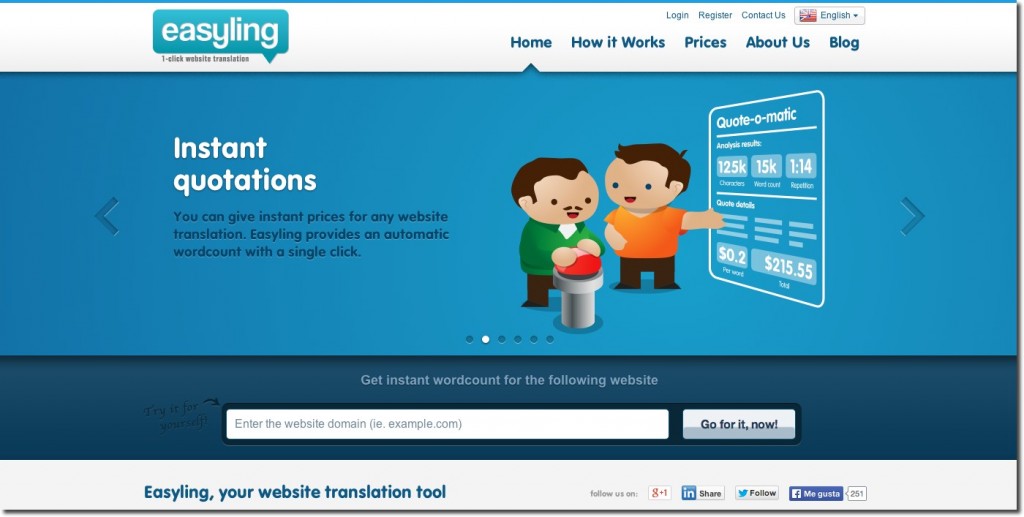 Login Register Contact Us English
easyling
1-click website translation
Home How it Works Prices About Us Blog
Instant
quotations
You can give instant prices for any website
translation. Easyling provides an automatic
wordcount with a single click.
Quote-o-matic
Analysis results:
125k 15k 1:14
Characters Word count Repetition
Quote details
$0.2 $215.55
Per word Total
Get instant wordcount for the following website
Try it for
yourself!
Enter the website domain (ie. example.com) Go for it, now!
Easyling, your website translation tool
follow us on: g+1 in Share Follow f Me gusta 251